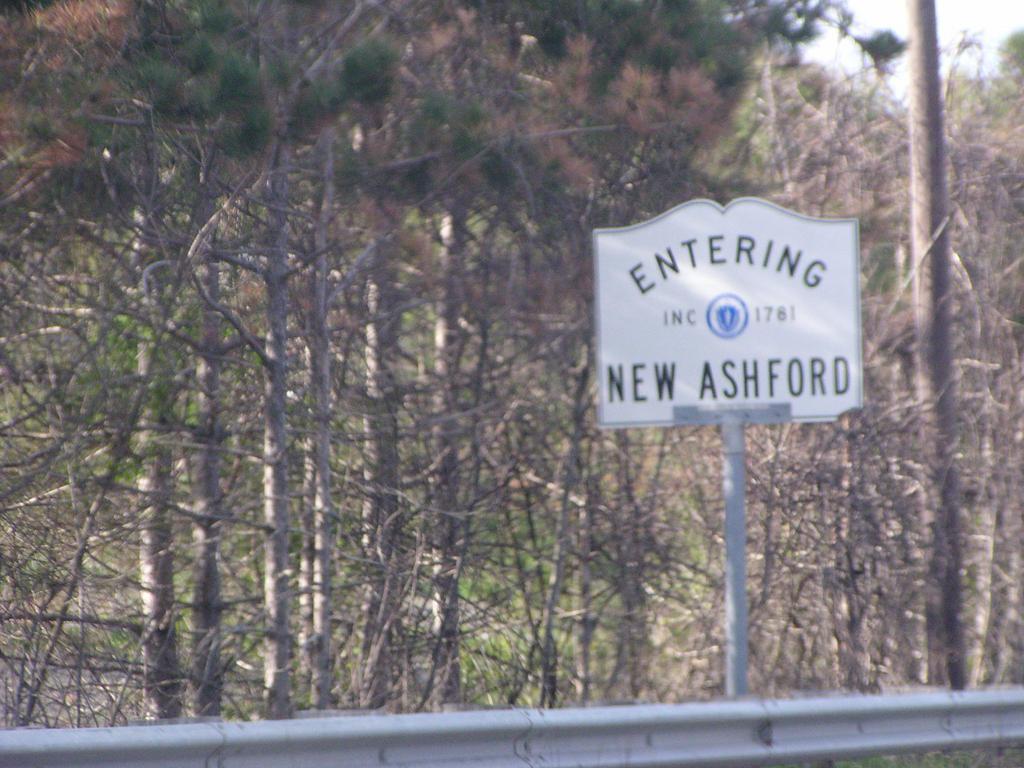 ENTERING
INC 1781
NEW ASHFORD